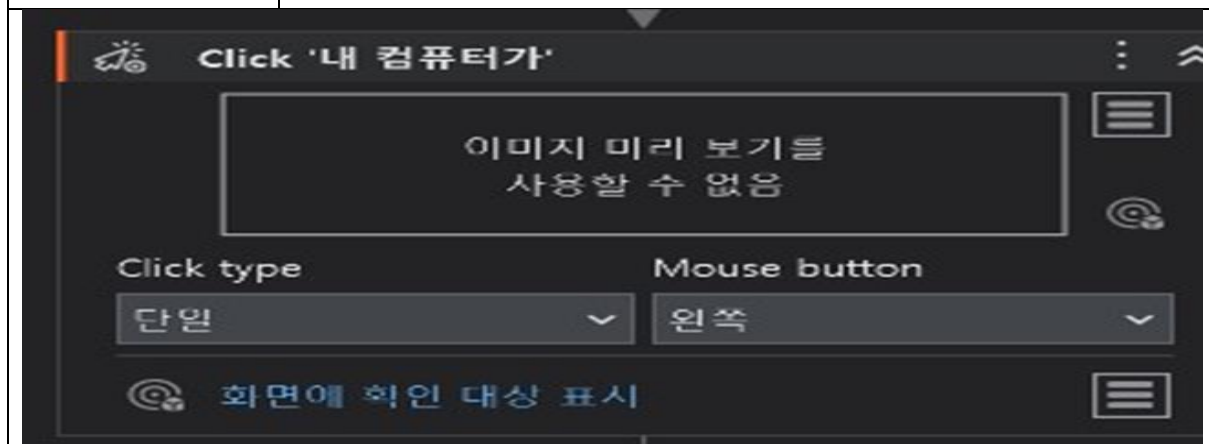 Click '내 컴퓨터가'
이미지 미리 보기를
사용할 수 없음
Click type
Mouse button
단일
왼쪽
화면에 확인 대상 표시